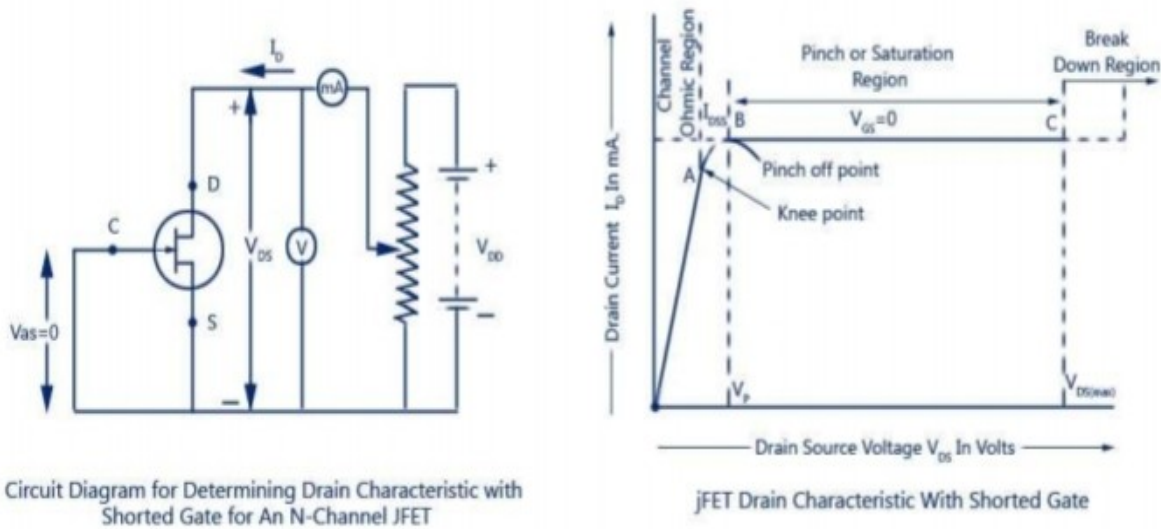 I_D
mA
+
D
C
V_DS
V
+
V_DD
Vas=0
S
−
−
Circuit Diagram for Determining Drain Characteristic with
Shorted Gate for An N-Channel JFET
Drain Current I_D In mA.
Channel
Ohmic Region
Pinch or Saturation
Region
Break
Down Region
I_DSS
B
V_GS=0
C
A
Pinch off point
Knee point
V_P
V_DS(max)
Drain Source Voltage V_DS In Volts
jFET Drain Characteristic With Shorted Gate